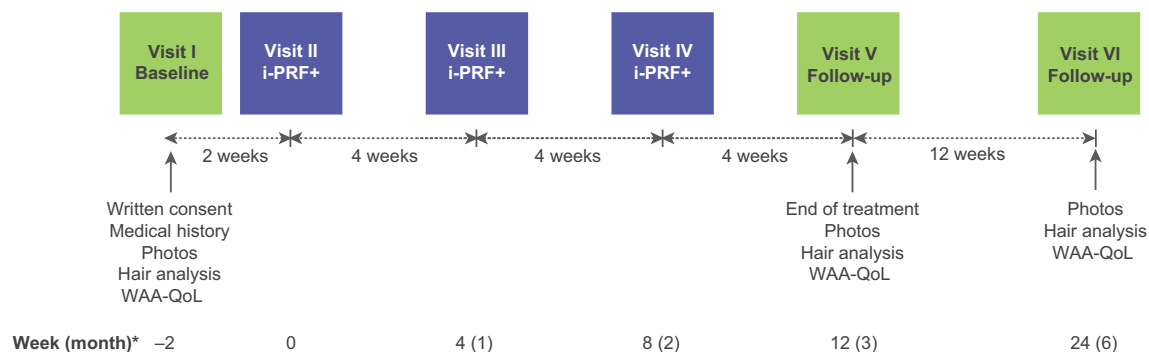 Visit I
Baseline
Visit II
i-PRF+
Visit III
i-PRF+
Visit IV
i-PRF+
Visit V
Follow-up
Visit VI
Follow-up
2 weeks
4 weeks
4 weeks
4 weeks
12 weeks
Written consent
Medical history
Photos
Hair analysis
WAA-QoL
End of treatment
Photos
Hair analysis
WAA-QoL
Photos
Hair analysis
WAA-QoL
Week (month)* –2 0 4 (1) 8 (2) 12 (3) 24 (6)